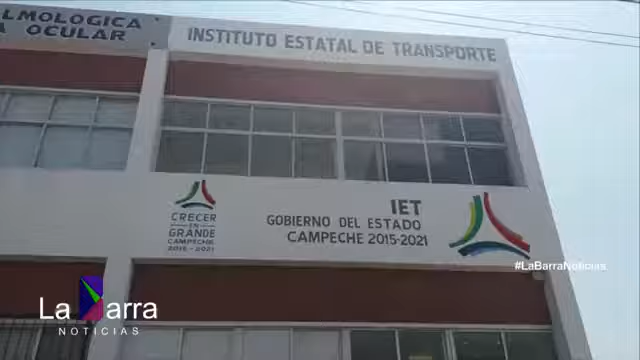 LMOLOGICA
A OCULAR
INSTITUTO ESTATAL DE TRANSPORTE
CRECER
EN
GRANDE
CAMPECHE
2015 - 2021
IET
GOBIERNO DEL ESTADO
CAMPECHE 2015-2021
#LaBarraNoticias
La Barra
NOTICIAS